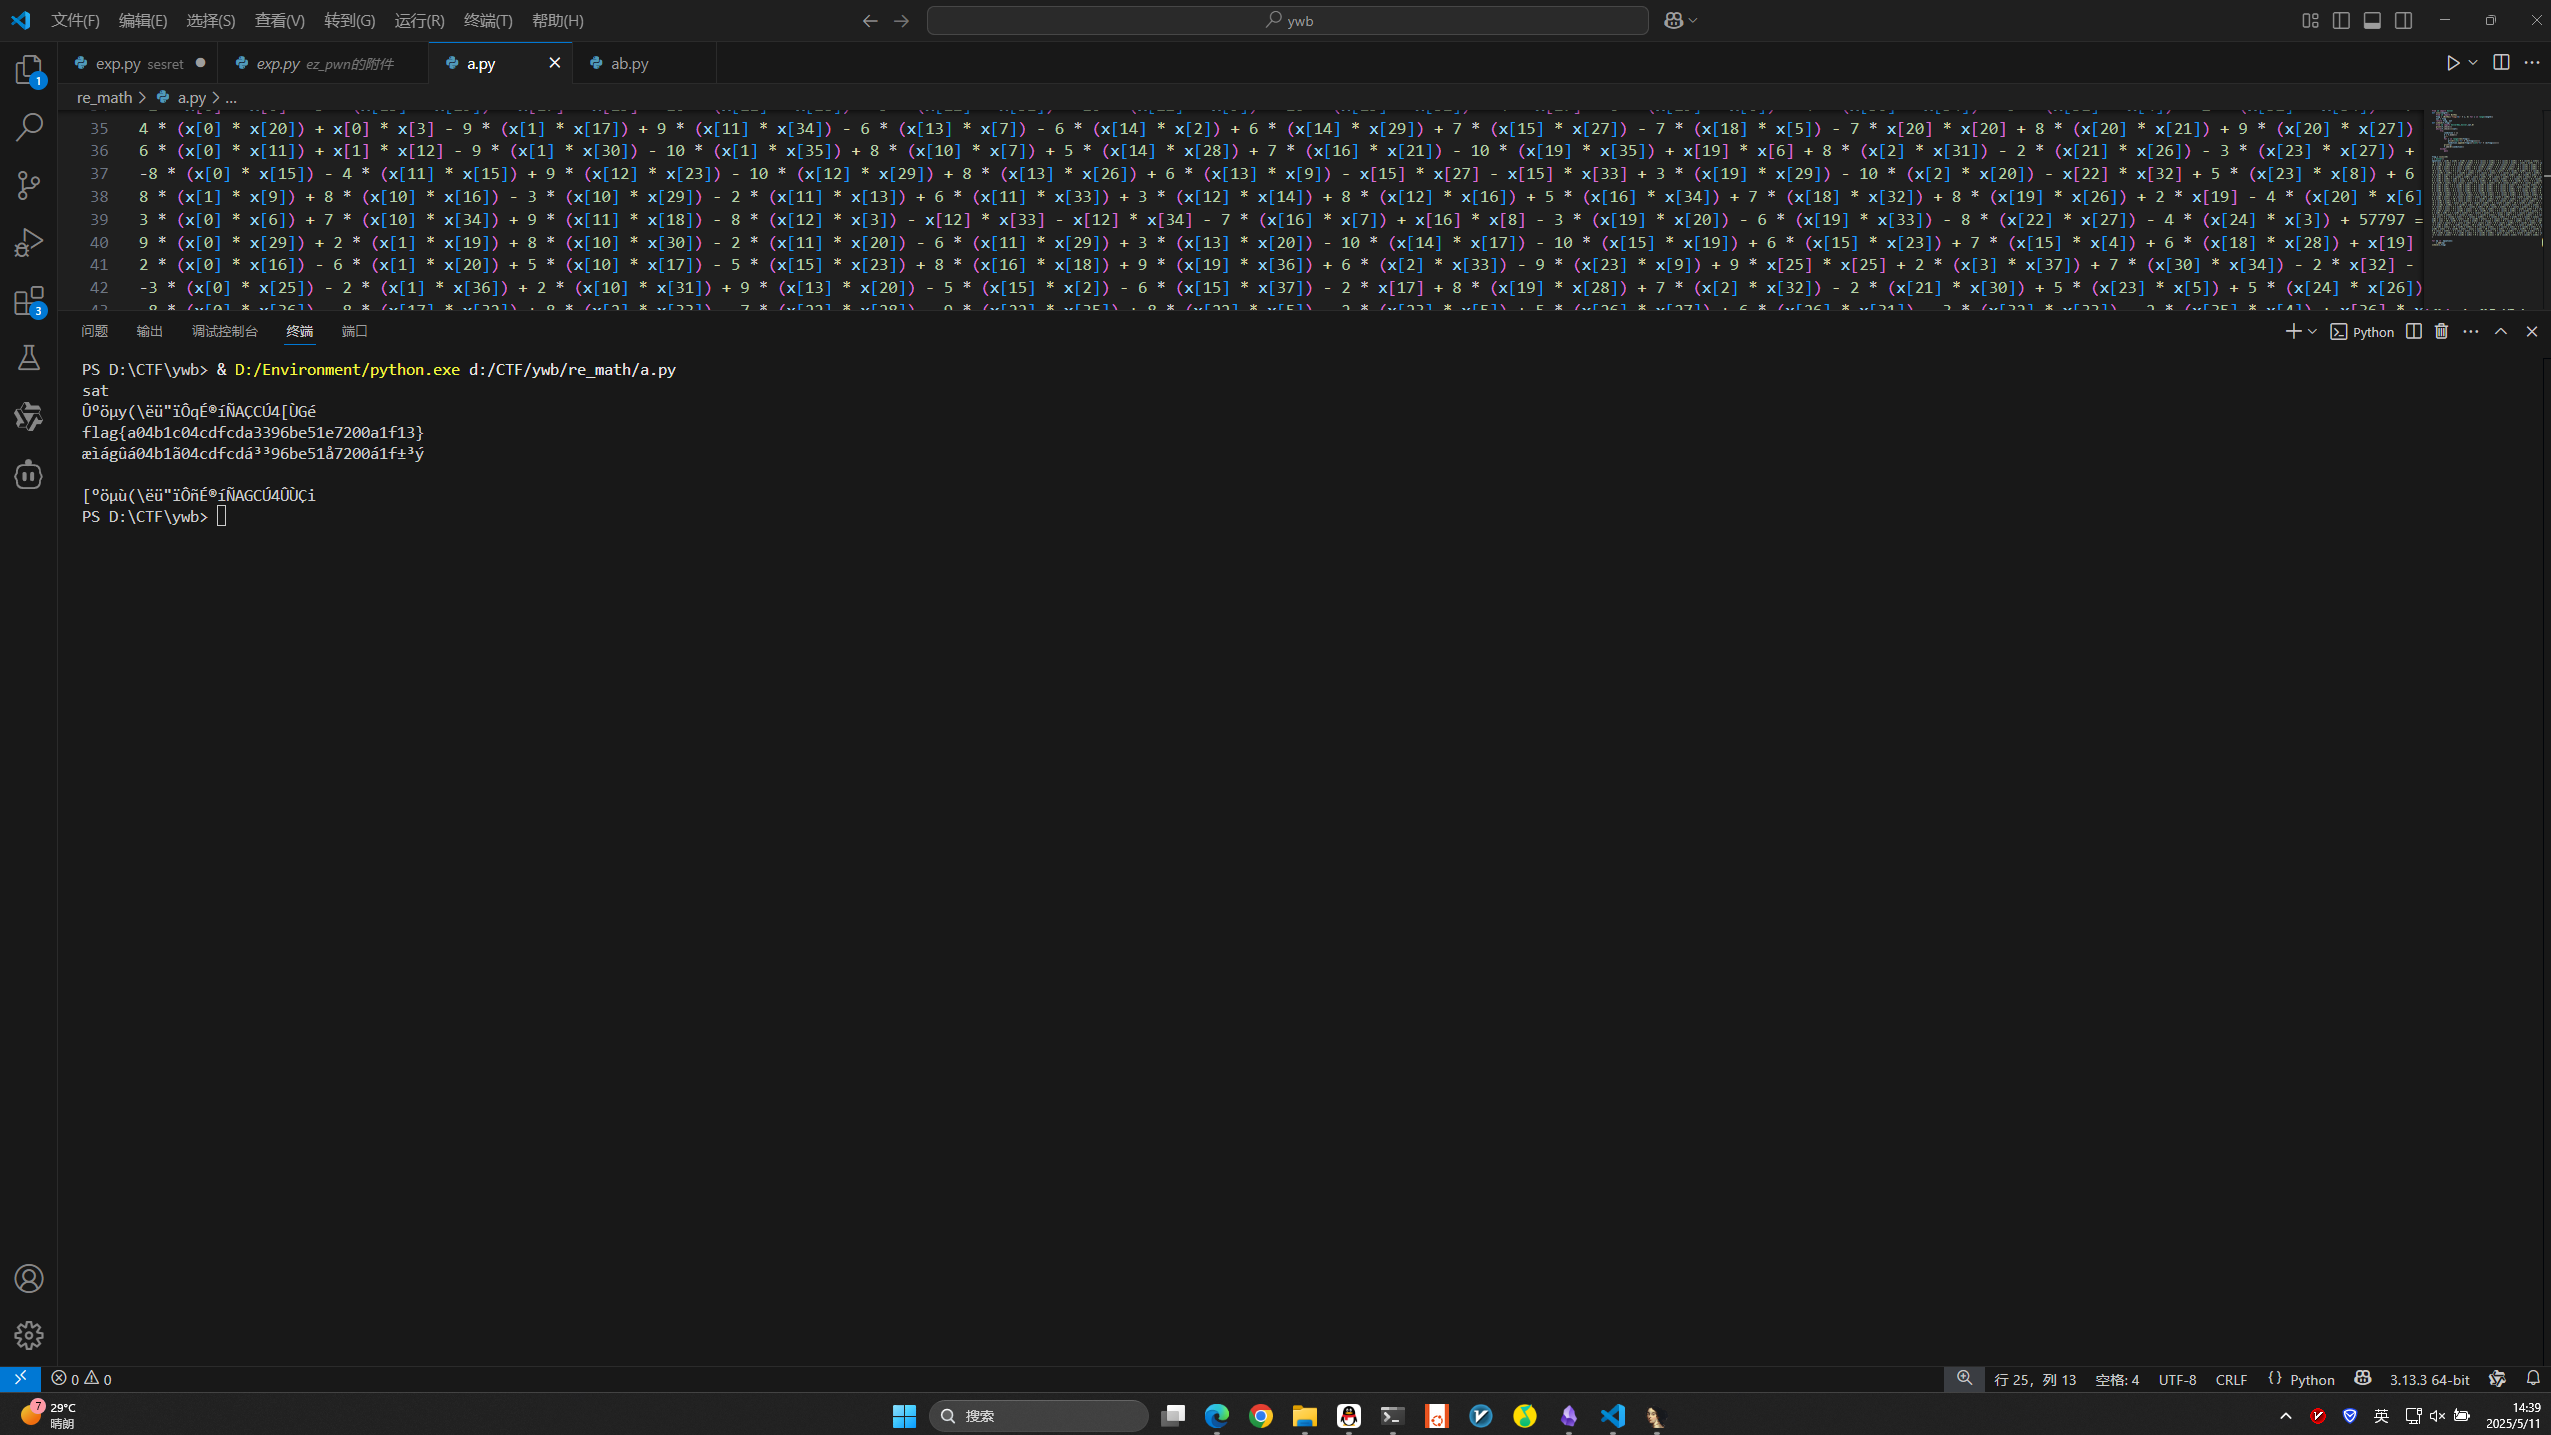 文件(F) 编辑(E) 选择(S) 查看(V) 转到(G) 运行(R) 终端(T) 帮助(H) ywb
exp.py sesret exp.py ez_pwn的附件 a.py ab.py
re_math > a.py > ...
35 4 * (x[0] * x[20]) + x[0] * x[3] - 9 * (x[1] * x[17]) + 9 * (x[11] * x[34]) - 6 * (x[13] * x[7]) - 6 * (x[14] * x[2]) + 6 * (x[14] * x[29]) + 7 * (x[15] * x[27]) - 7 * (x[18] * x[5]) - 7 * x[20] * x[20] + 8 * (x[20] * x[21]) + 9 * (x[20] * x[27])
36 6 * (x[0] * x[11]) + x[1] * x[12] - 9 * (x[1] * x[30]) - 10 * (x[1] * x[35]) + 8 * (x[10] * x[7]) + 5 * (x[14] * x[28]) + 7 * (x[16] * x[21]) - 10 * (x[19] * x[35]) + x[19] * x[6] + 8 * (x[2] * x[31]) - 2 * (x[21] * x[26]) - 3 * (x[23] * x[27]) +
37 -8 * (x[0] * x[15]) - 4 * (x[11] * x[15]) + 9 * (x[12] * x[23]) - 10 * (x[12] * x[29]) + 8 * (x[13] * x[26]) + 6 * (x[13] * x[9]) - x[15] * x[27] - x[15] * x[33] + 3 * (x[19] * x[29]) - 10 * (x[2] * x[20]) - x[22] * x[32] + 5 * (x[23] * x[8]) + 6
38 8 * (x[1] * x[9]) + 8 * (x[10] * x[16]) - 3 * (x[10] * x[29]) - 2 * (x[11] * x[13]) + 6 * (x[11] * x[33]) + 3 * (x[12] * x[14]) + 8 * (x[12] * x[16]) + 5 * (x[16] * x[34]) + 7 * (x[18] * x[32]) + 8 * (x[19] * x[26]) + 2 * x[19] - 4 * (x[20] * x[6]
39 3 * (x[0] * x[6]) + 7 * (x[10] * x[34]) + 9 * (x[11] * x[18]) - 8 * (x[12] * x[3]) - x[12] * x[33] - x[12] * x[34] - 7 * (x[16] * x[7]) + x[16] * x[8] - 3 * (x[19] * x[20]) - 6 * (x[19] * x[33]) - 8 * (x[22] * x[27]) - 4 * (x[24] * x[3]) + 57797 =
40 9 * (x[0] * x[29]) + 2 * (x[1] * x[19]) + 8 * (x[10] * x[30]) - 2 * (x[11] * x[20]) - 6 * (x[11] * x[29]) + 3 * (x[13] * x[20]) - 10 * (x[14] * x[17]) - 10 * (x[15] * x[19]) + 6 * (x[15] * x[23]) + 7 * (x[15] * x[4]) + 6 * (x[18] * x[28]) + x[19]
41 2 * (x[0] * x[16]) - 6 * (x[1] * x[20]) + 5 * (x[10] * x[17]) - 5 * (x[15] * x[23]) + 8 * (x[16] * x[18]) + 9 * (x[19] * x[36]) + 6 * (x[2] * x[33]) - 9 * (x[23] * x[9]) + 9 * x[25] * x[25] + 2 * (x[3] * x[37]) + 7 * (x[30] * x[34]) - 2 * x[32] -
42 -3 * (x[0] * x[25]) - 2 * (x[1] * x[36]) + 2 * (x[10] * x[31]) + 9 * (x[13] * x[20]) - 5 * (x[15] * x[2]) - 6 * (x[15] * x[37]) - 2 * x[17] + 8 * (x[19] * x[28]) + 7 * (x[2] * x[32]) - 2 * (x[21] * x[30]) + 5 * (x[23] * x[5]) + 5 * (x[24] * x[26])
问题 输出 调试控制台 终端 端口 Python
PS D:\CTF\ywb> & D:/Environment/python.exe d:/CTF/ywb/re_math/a.py
sat
Ûºöµy(\ëü"ïÔqÉ®íÑAÇCÚ4[ÙGé
flag{a04b1c04cdfcda3396be51e7200a1f13}
æìágûá04b1ã04cdfcdá³³96be51å7200á1f±³ý
[ºöµù(\ëü"ïÔñÉ®íÑAGCÚ4ÛÙÇi
PS D:\CTF\ywb>
0 0 行 25, 列 13 空格: 4 UTF-8 CRLF {} Python 3.13.3 64-bit
7 29°C
晴朗
搜索
英
14:39
2025/5/11